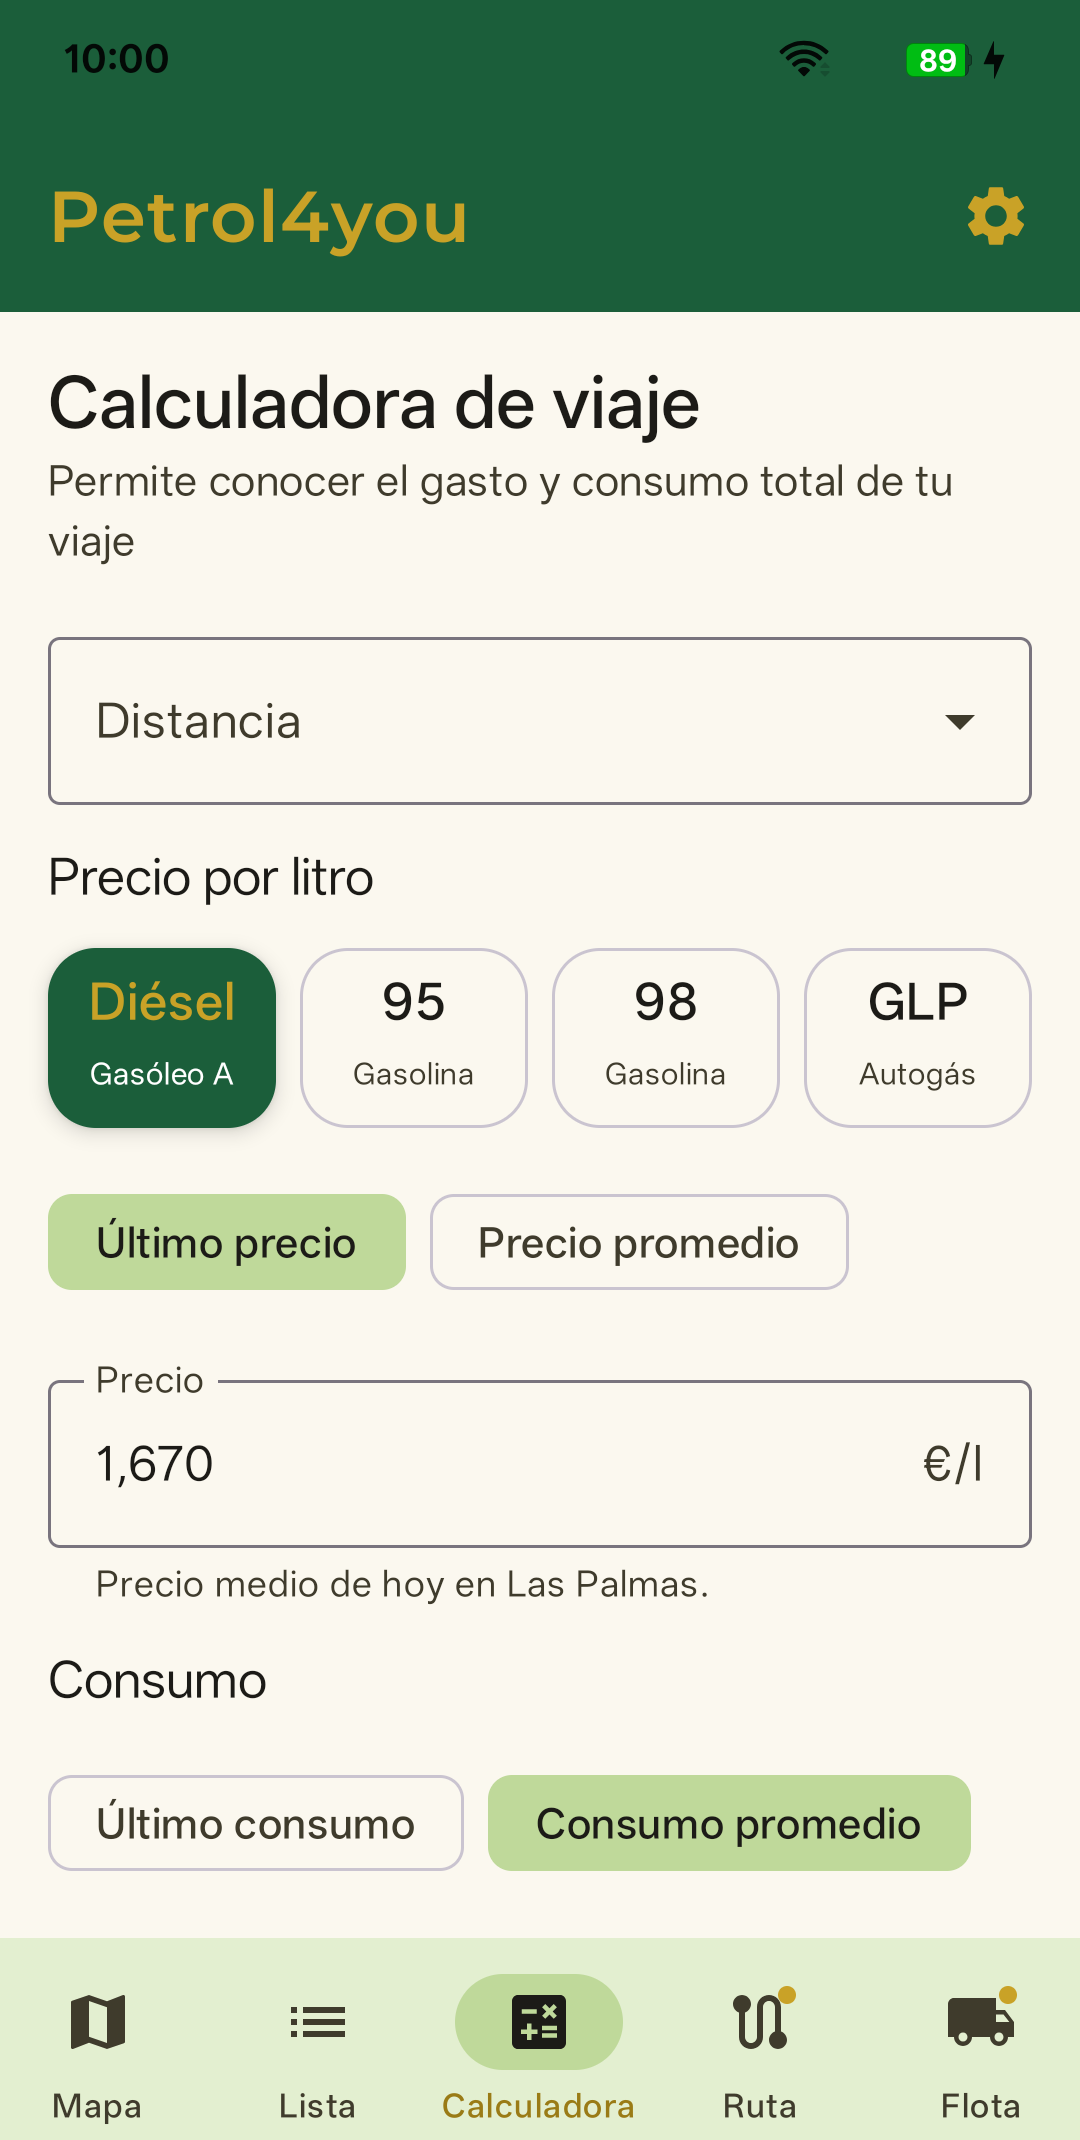 10:00
89
Petrol4you
Calculadora de viaje
Permite conocer el gasto y consumo total de tu
viaje
Distancia
Precio por litro
Diésel
Gasóleo A
95
Gasolina
98
Gasolina
GLP
Autogás
Último precio
Precio promedio
Precio
1,670
€/l
Precio medio de hoy en Las Palmas.
Consumo
Último consumo
Consumo promedio
Mapa
Lista
Calculadora
Ruta
Flota